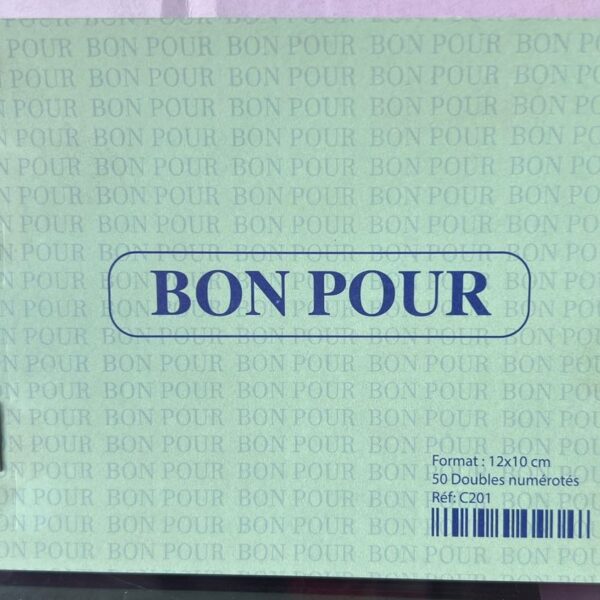 BON POUR
Format : 12x10 cm
50 Doubles numérotés
Réf: C201